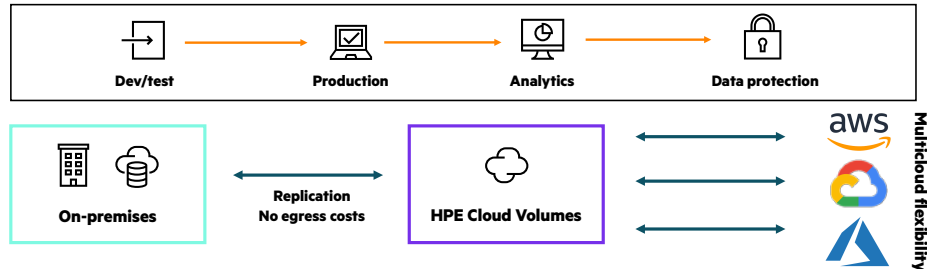 Dev/test
Production
Analytics
Data protection
On-premises
Replication
No egress costs
HPE Cloud Volumes
aws
Multicloud flexibility